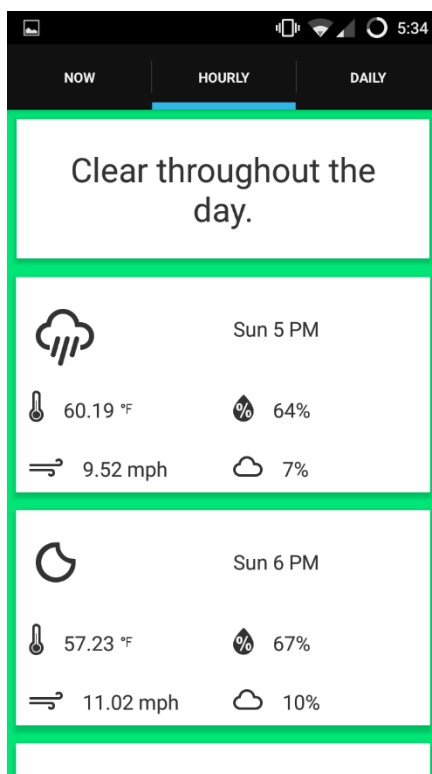 5:34
NOW HOURLY DAILY
Clear throughout the
day.
Sun 5 PM
60.19 °F 64%
9.52 mph 7%
Sun 6 PM
57.23 °F 67%
11.02 mph 10%